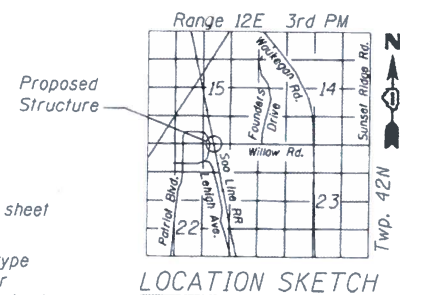 Range 12E 3rd PM
N
Proposed
Structure
15
Waukegan Rd.
14
Founders
Drive
Sunset Ridge Rd.
Willow Rd.
Soo Line RR
Lehigh Ave.
Patriot Blvd.
22
23
Twp. 42N
sheet
ype
r
LOCATION SKETCH